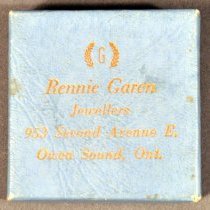 G
Rennie Garen
Jewellers
953 Second Avenue E.
Owen Sound, Ont.